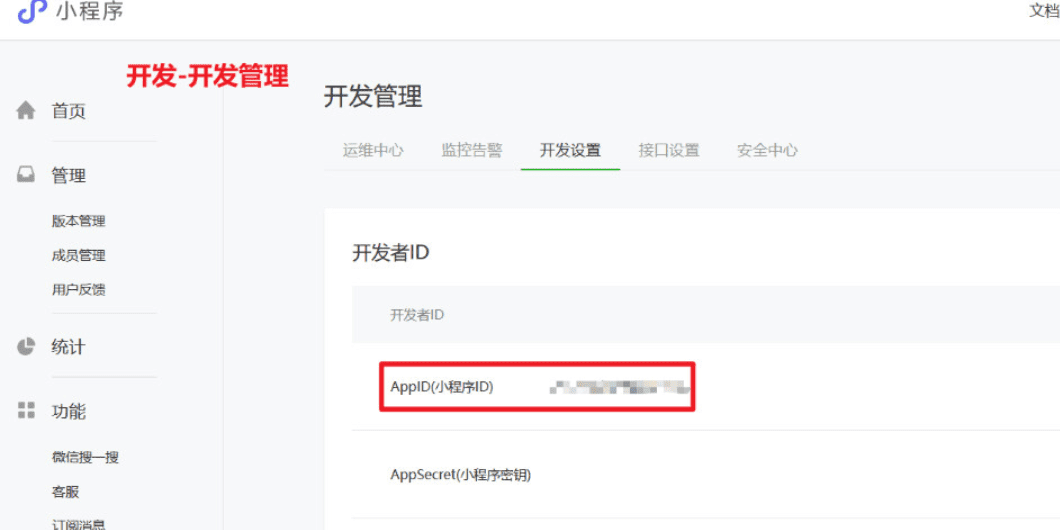 小程序
文档
开发-开发管理
首页
管理
版本管理
成员管理
用户反馈
统计
功能
微信搜一搜
客服
订阅消息
开发管理
运维中心 监控告警 开发设置 接口设置 安全中心
开发者ID
开发者ID
AppID(小程序ID)
AppSecret(小程序密钥)